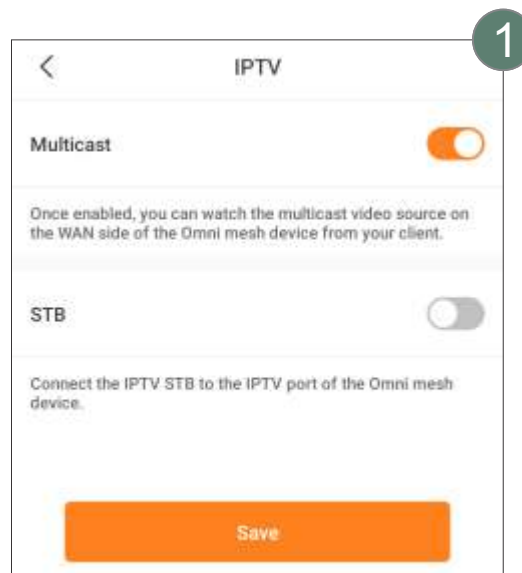 1
IPTV
Multicast
Once enabled, you can watch the multicast video source on
the WAN side of the Omni mesh device from your client.
STB
Connect the IPTV STB to the IPTV port of the Omni mesh
device.
Save